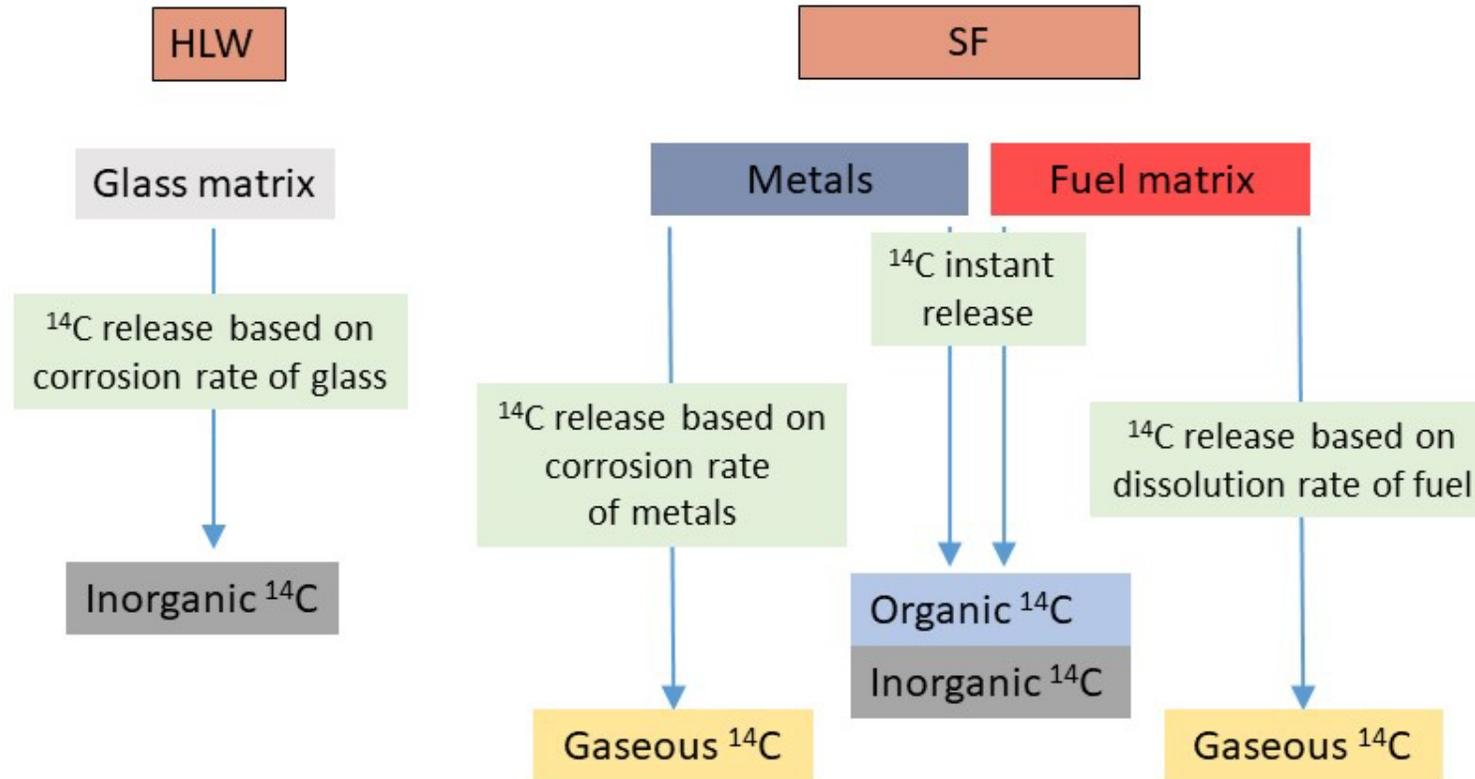 HLW
SF
Glass matrix
Metals
Fuel matrix
¹⁴C instant
release
¹⁴C release based on
corrosion rate of glass
¹⁴C release based on
corrosion rate
of metals
¹⁴C release based on
dissolution rate of fuel
Inorganic ¹⁴C
Organic ¹⁴C
Inorganic ¹⁴C
Gaseous ¹⁴C
Gaseous ¹⁴C